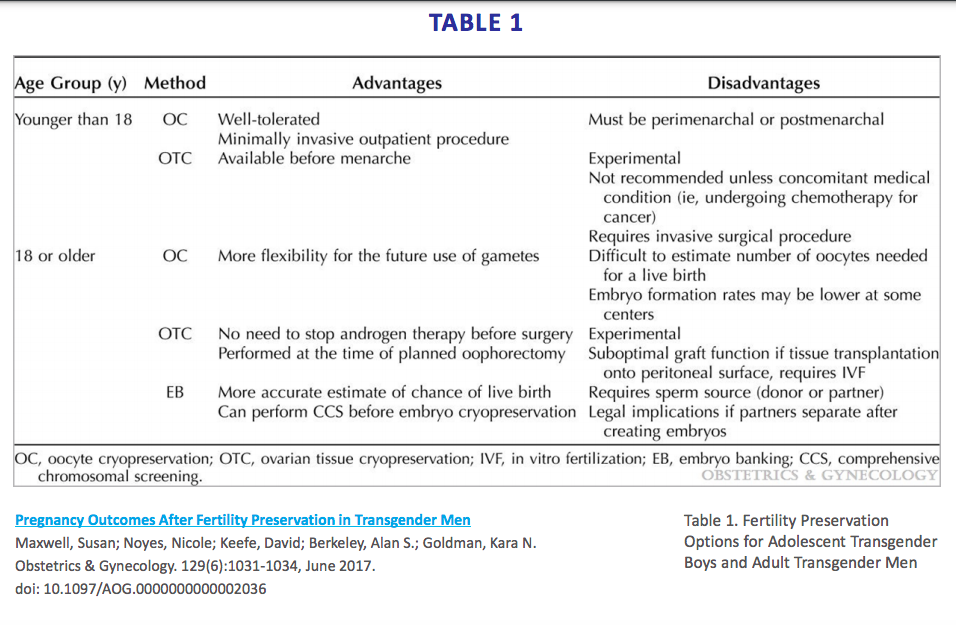 TABLE 1
Age Group (y) Method Advantages Disadvantages
Younger than 18 OC Well-tolerated Must be perimenarchal or postmenarchal
Minimally invasive outpatient procedure
OTC Available before menarche Experimental
Not recommended unless concomitant medical
condition (ie, undergoing chemotherapy for
cancer)
Requires invasive surgical procedure
18 or older OC More flexibility for the future use of gametes Difficult to estimate number of oocytes needed
for a live birth
Embryo formation rates may be lower at some
centers
OTC No need to stop androgen therapy before surgery Experimental
Performed at the time of planned oophorectomy Suboptimal graft function if tissue transplantation
onto peritoneal surface, requires IVF
EB More accurate estimate of chance of live birth Requires sperm source (donor or partner)
Can perform CCS before embryo cryopreservation Legal implications if partners separate after
creating embryos
OC, oocyte cryopreservation; OTC, ovarian tissue cryopreservation; IVF, in vitro fertilization; EB, embryo banking; CCS, comprehensive
chromosomal screening.
OBSTETRICS & GYNECOLOGY
Pregnancy Outcomes After Fertility Preservation in Transgender Men
Maxwell, Susan; Noyes, Nicole; Keefe, David; Berkeley, Alan S.; Goldman, Kara N.
Obstetrics & Gynecology. 129(6):1031-1034, June 2017.
doi: 10.1097/AOG.0000000000002036
Table 1. Fertility Preservation
Options for Adolescent Transgender
Boys and Adult Transgender Men